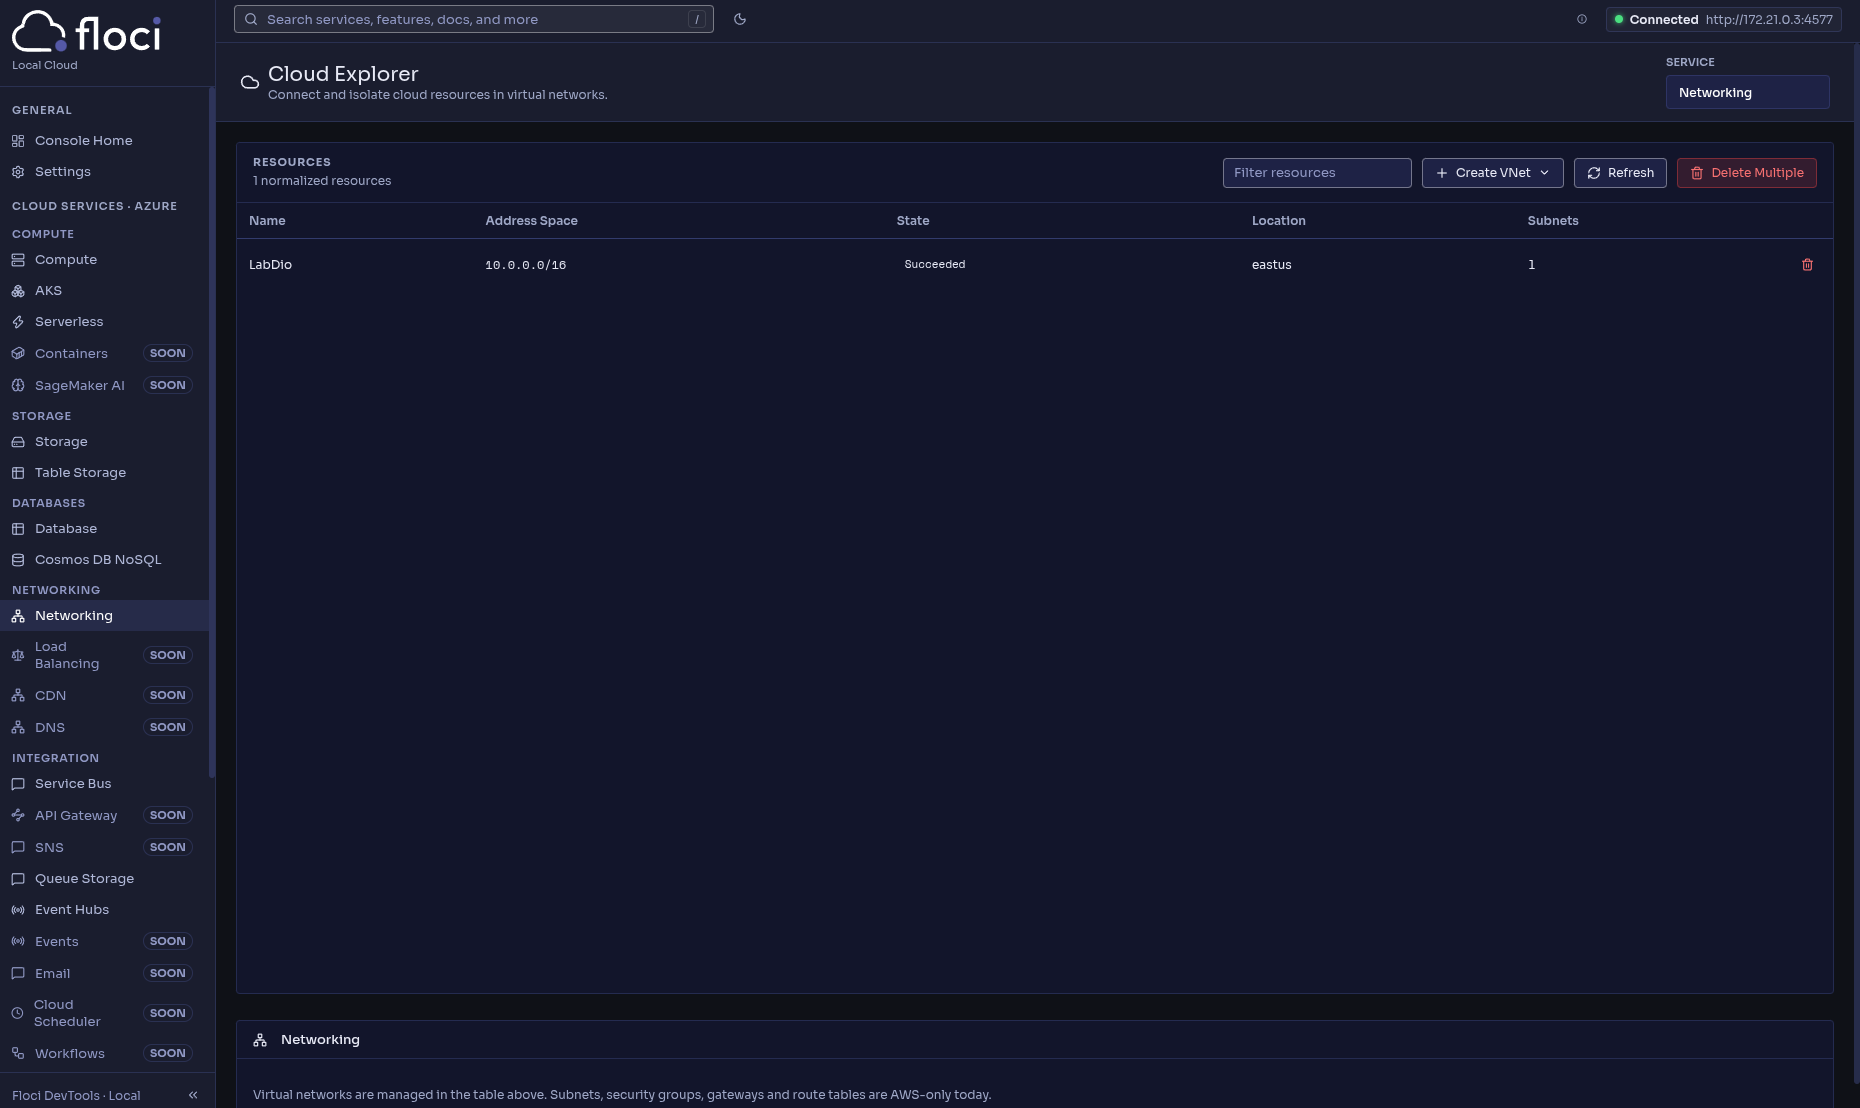 floci
Local Cloud
Search services, features, docs, and more
/
Connected http://172.21.0.3:4577
Cloud Explorer
Connect and isolate cloud resources in virtual networks.
SERVICE
Networking
GENERAL
Console Home
Settings
CLOUD SERVICES · AZURE
COMPUTE
Compute
AKS
Serverless
Containers SOON
SageMaker AI SOON
STORAGE
Storage
Table Storage
DATABASES
Database
Cosmos DB NoSQL
NETWORKING
Networking
Load
Balancing SOON
CDN SOON
DNS SOON
INTEGRATION
Service Bus
API Gateway SOON
SNS SOON
Queue Storage
Event Hubs
Events SOON
Email SOON
Cloud
Scheduler SOON
Workflows SOON
Floci DevTools · Local «
RESOURCES
1 normalized resources
Filter resources
+ Create VNet
Refresh
Delete Multiple
Name Address Space State Location Subnets
LabDio 10.0.0.0/16 Succeeded eastus 1
Networking
Virtual networks are managed in the table above. Subnets, security groups, gateways and route tables are AWS-only today.